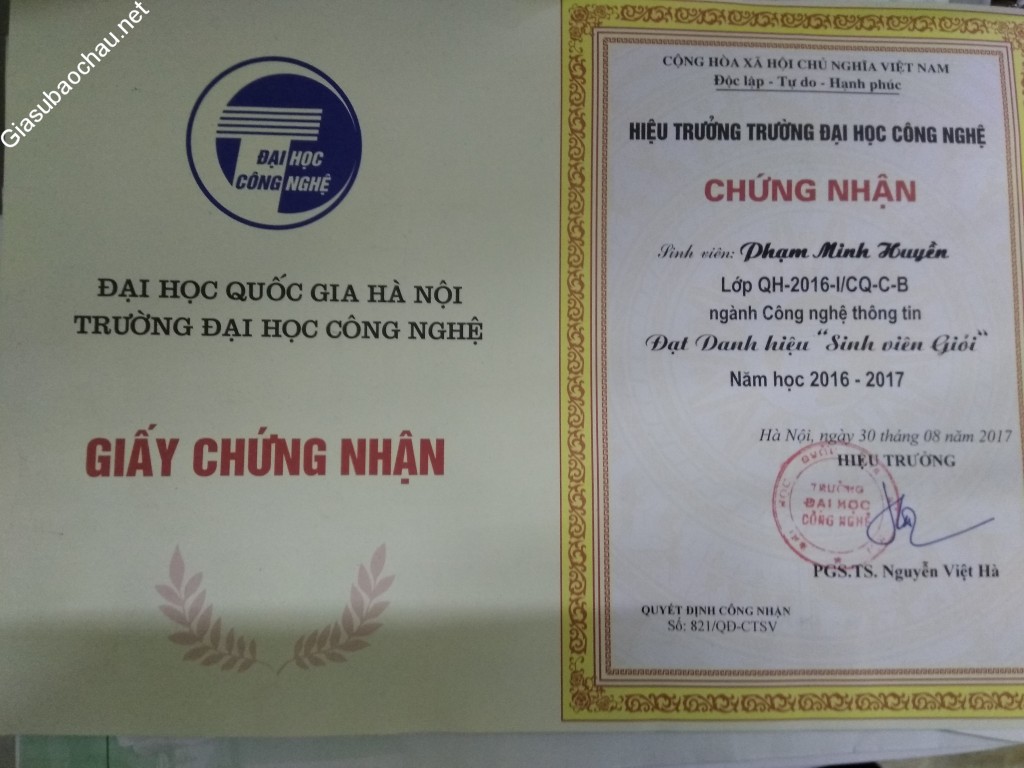 Giasubaochau.net
ĐẠI HỌC
CÔNG NGHỆ
ĐẠI HỌC QUỐC GIA HÀ NỘI
TRƯỜNG ĐẠI HỌC CÔNG NGHỆ
GIẤY CHỨNG NHẬN
CỘNG HÒA XÃ HỘI CHỦ NGHĨA VIỆT NAM
Độc lập - Tự do - Hạnh phúc
HIỆU TRƯỞNG TRƯỜNG ĐẠI HỌC CÔNG NGHỆ
CHỨNG NHẬN
Sinh viên: Phạm Minh Huyền
Lớp QH-2016-I/CQ-C-B
ngành Công nghệ thông tin
Đạt Danh hiệu "Sinh viên Giỏi"
Năm học 2016 - 2017
Hà Nội, ngày 30 tháng 08 năm 2017
HIỆU TRƯỞNG
TRƯỜNG
ĐẠI HỌC
CÔNG NGHỆ
PGS.TS. Nguyễn Việt Hà
QUYẾT ĐỊNH CÔNG NHẬN
Số: 821/QĐ-CTSV